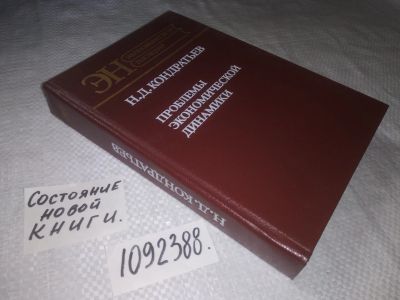 ЭН
Н.Д. КОНДРАТЬЕВ
ПРОБЛЕМЫ
ЭКОНОМИЧЕСКОЙ
ДИНАМИКИ
Н.Д. КОНДРАТЬЕВ
Состояние
новой
книги.
1092388.